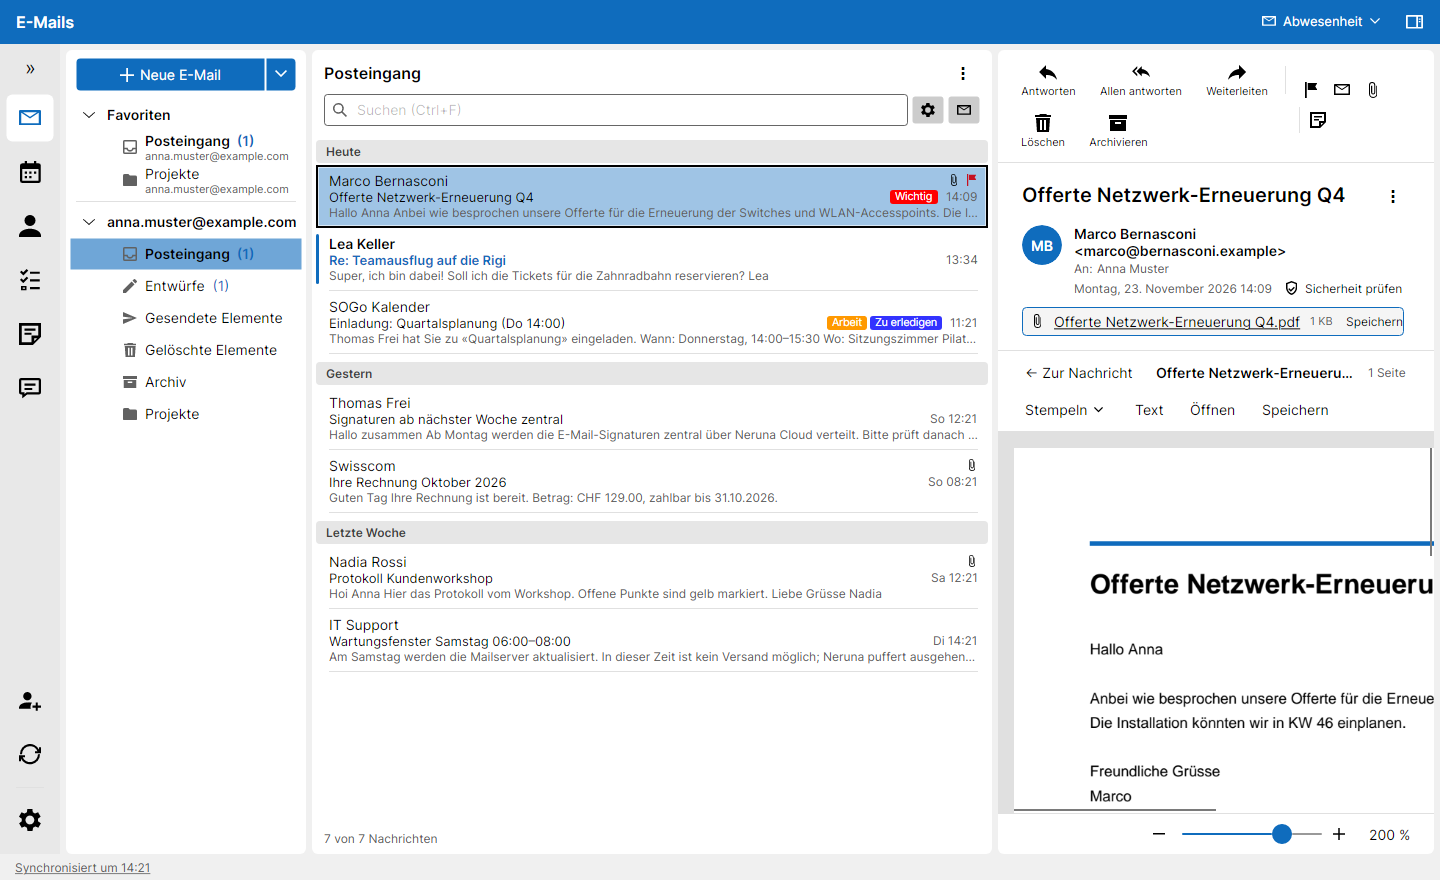 E-Mails
Abwesenheit
»
Neue E-Mail
Favoriten
Posteingang (1)
anna.muster@example.com
Projekte
anna.muster@example.com
anna.muster@example.com
Posteingang (1)
Entwürfe (1)
Gesendete Elemente
Gelöschte Elemente
Archiv
Projekte
Posteingang
Suchen (Ctrl+F)
Heute
Marco Bernasconi
Offerte Netzwerk-Erneuerung Q4 Wichtig 14:09
Hallo Anna Anbei wie besprochen unsere Offerte für die Erneuerung der Switches und WLAN-Accesspoints. Die I...
Lea Keller
Re: Teamausflug auf die Rigi 13:34
Super, ich bin dabei! Soll ich die Tickets für die Zahnradbahn reservieren? Lea
SOGo Kalender
Einladung: Quartalsplanung (Do 14:00) Arbeit Zu erledigen 11:21
Thomas Frei hat Sie zu «Quartalsplanung» eingeladen. Wann: Donnerstag, 14:00–15:30 Wo: Sitzungszimmer Pilat...
Gestern
Thomas Frei
Signaturen ab nächster Woche zentral So 12:21
Hallo zusammen Ab Montag werden die E-Mail-Signaturen zentral über Neruna Cloud verteilt. Bitte prüft danach ...
Swisscom
Ihre Rechnung Oktober 2026 So 08:21
Guten Tag Ihre Rechnung ist bereit. Betrag: CHF 129.00, zahlbar bis 31.10.2026.
Letzte Woche
Nadia Rossi
Protokoll Kundenworkshop Sa 12:21
Hoi Anna Hier das Protokoll vom Workshop. Offene Punkte sind gelb markiert. Liebe Grüsse Nadia
IT Support
Wartungsfenster Samstag 06:00–08:00 Di 14:21
Am Samstag werden die Mailserver aktualisiert. In dieser Zeit ist kein Versand möglich; Neruna puffert ausgehen...
7 von 7 Nachrichten
Antworten Allen antworten Weiterleiten
Löschen Archivieren
Offerte Netzwerk-Erneuerung Q4
MB
Marco Bernasconi
<marco@bernasconi.example>
An: Anna Muster
Montag, 23. November 2026 14:09 Sicherheit prüfen
Offerte Netzwerk-Erneuerung Q4.pdf 1 KB Speichern
Zur Nachricht Offerte Netzwerk-Erneueru... 1 Seite
Stempeln Text Öffnen Speichern
Offerte Netzwerk-Erneueru
Hallo Anna
Anbei wie besprochen unsere Offerte für die Erneue
Die Installation könnten wir in KW 46 einplanen.
Freundliche Grüsse
Marco
200 %
Synchronisiert um 14:21